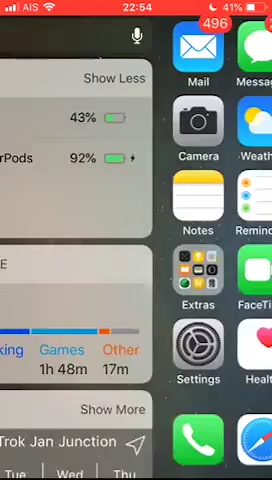 AIS 22:54 41%
496
Show Less
Mail
Messag
43%
rPods 92%
Camera
Weath
Notes
Remind
E
Extras
FaceTi
king Games Other
1h 48m 17m
Settings
Healt
Show More
Trok Jan Junction
Tue Wed Thu